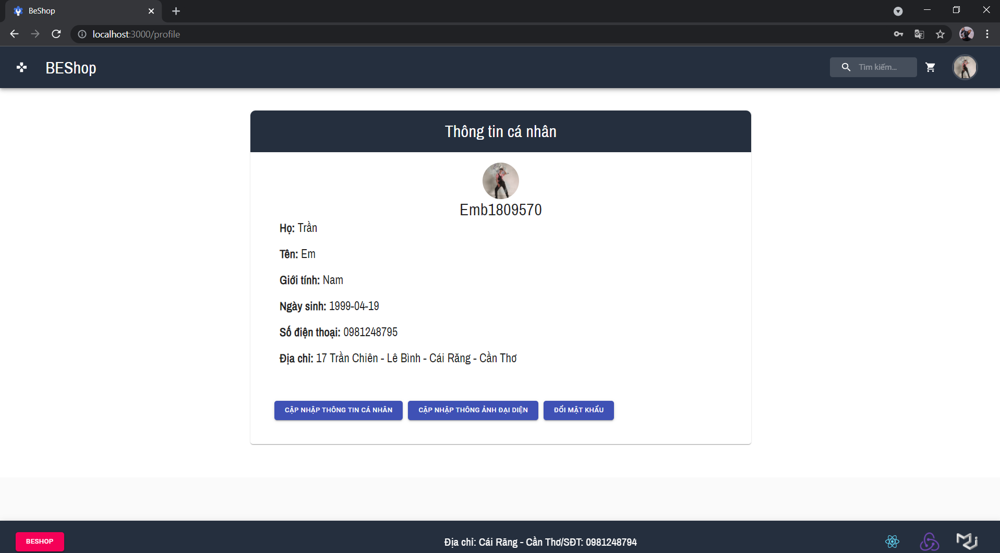 BeShop
localhost:3000/profile
BEShop
Tìm kiếm...
Thông tin cá nhân
Emb1809570
Họ: Trần
Tên: Em
Giới tính: Nam
Ngày sinh: 1999-04-19
Số điện thoại: 0981248795
Địa chỉ: 17 Trần Chiên - Lê Bình - Cái Răng - Cần Thơ
CẬP NHẬP THÔNG TIN CÁ NHÂN
CẬP NHẬP THÔNG ẢNH ĐẠI DIỆN
ĐỔI MẬT KHẨU
BESHOP
Địa chỉ: Cái Răng - Cần Thơ/SĐT: 0981248794